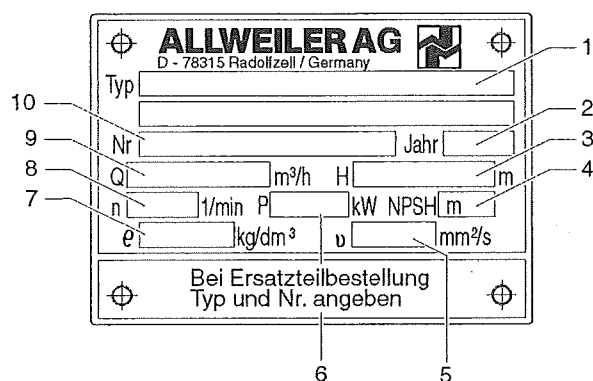 ALLWEILER AG
D - 78315 Radolfzell / Germany
Typ 1
10 Nr Jahr 2
9 Q m³/h H m 3
8 n 1/min P kW NPSH m 4
7 ϱ kg/dm³ υ mm²/s
Bei Ersatzteilbestellung
Typ und Nr. angeben
6 5